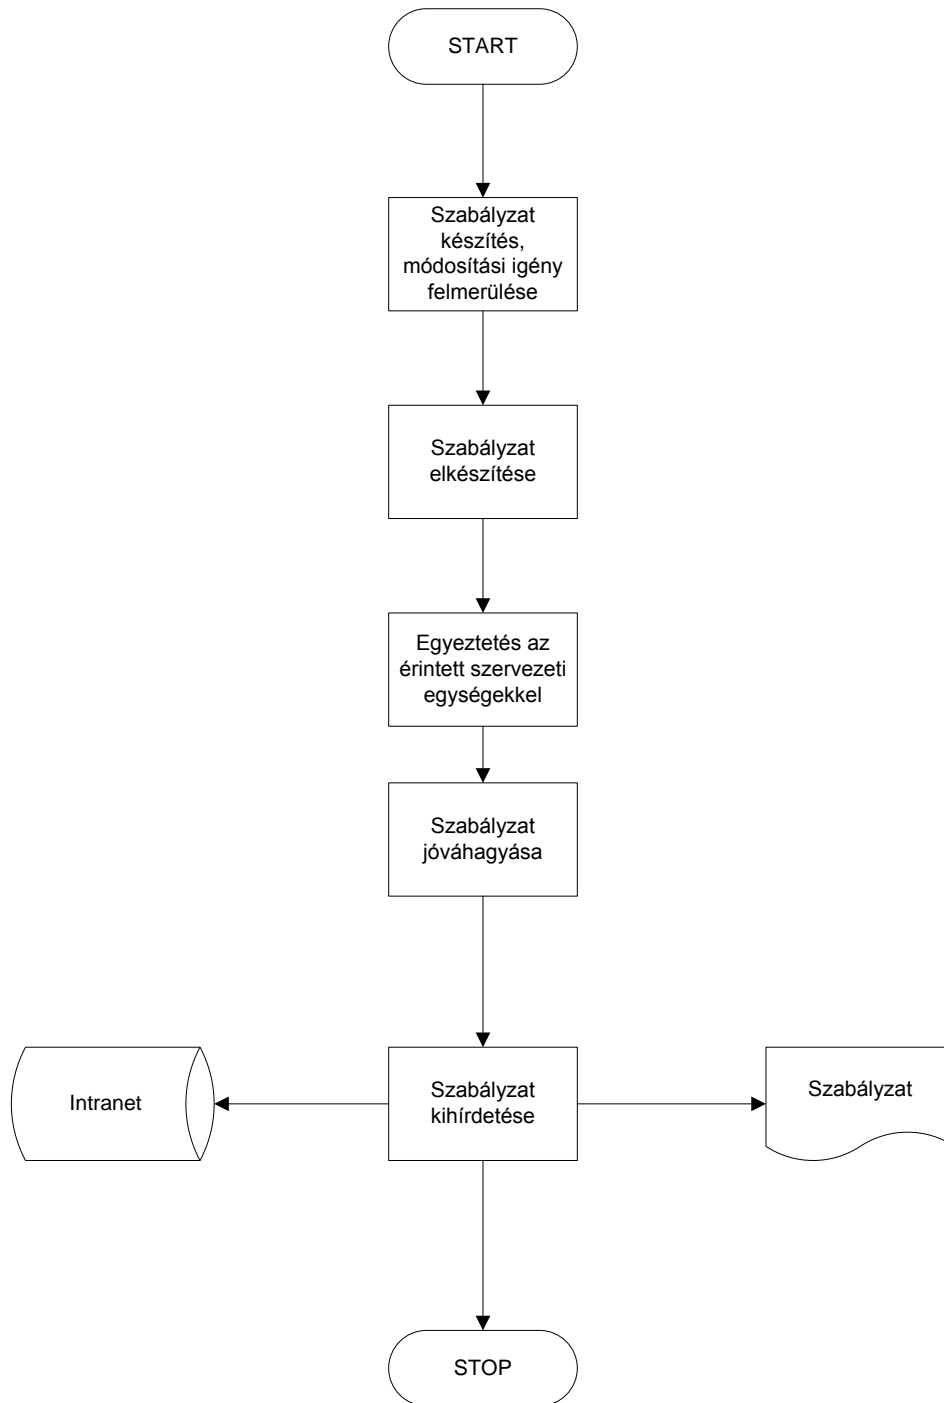 START
Szabályzat
készítés,
módosítási igény
felmerülése
Szabályzat
elkészítése
Egyeztetés az
érintett szervezeti
egységekkel
Szabályzat
jóváhagyása
Intranet
Szabályzat
kihírdetése
Szabályzat
STOP